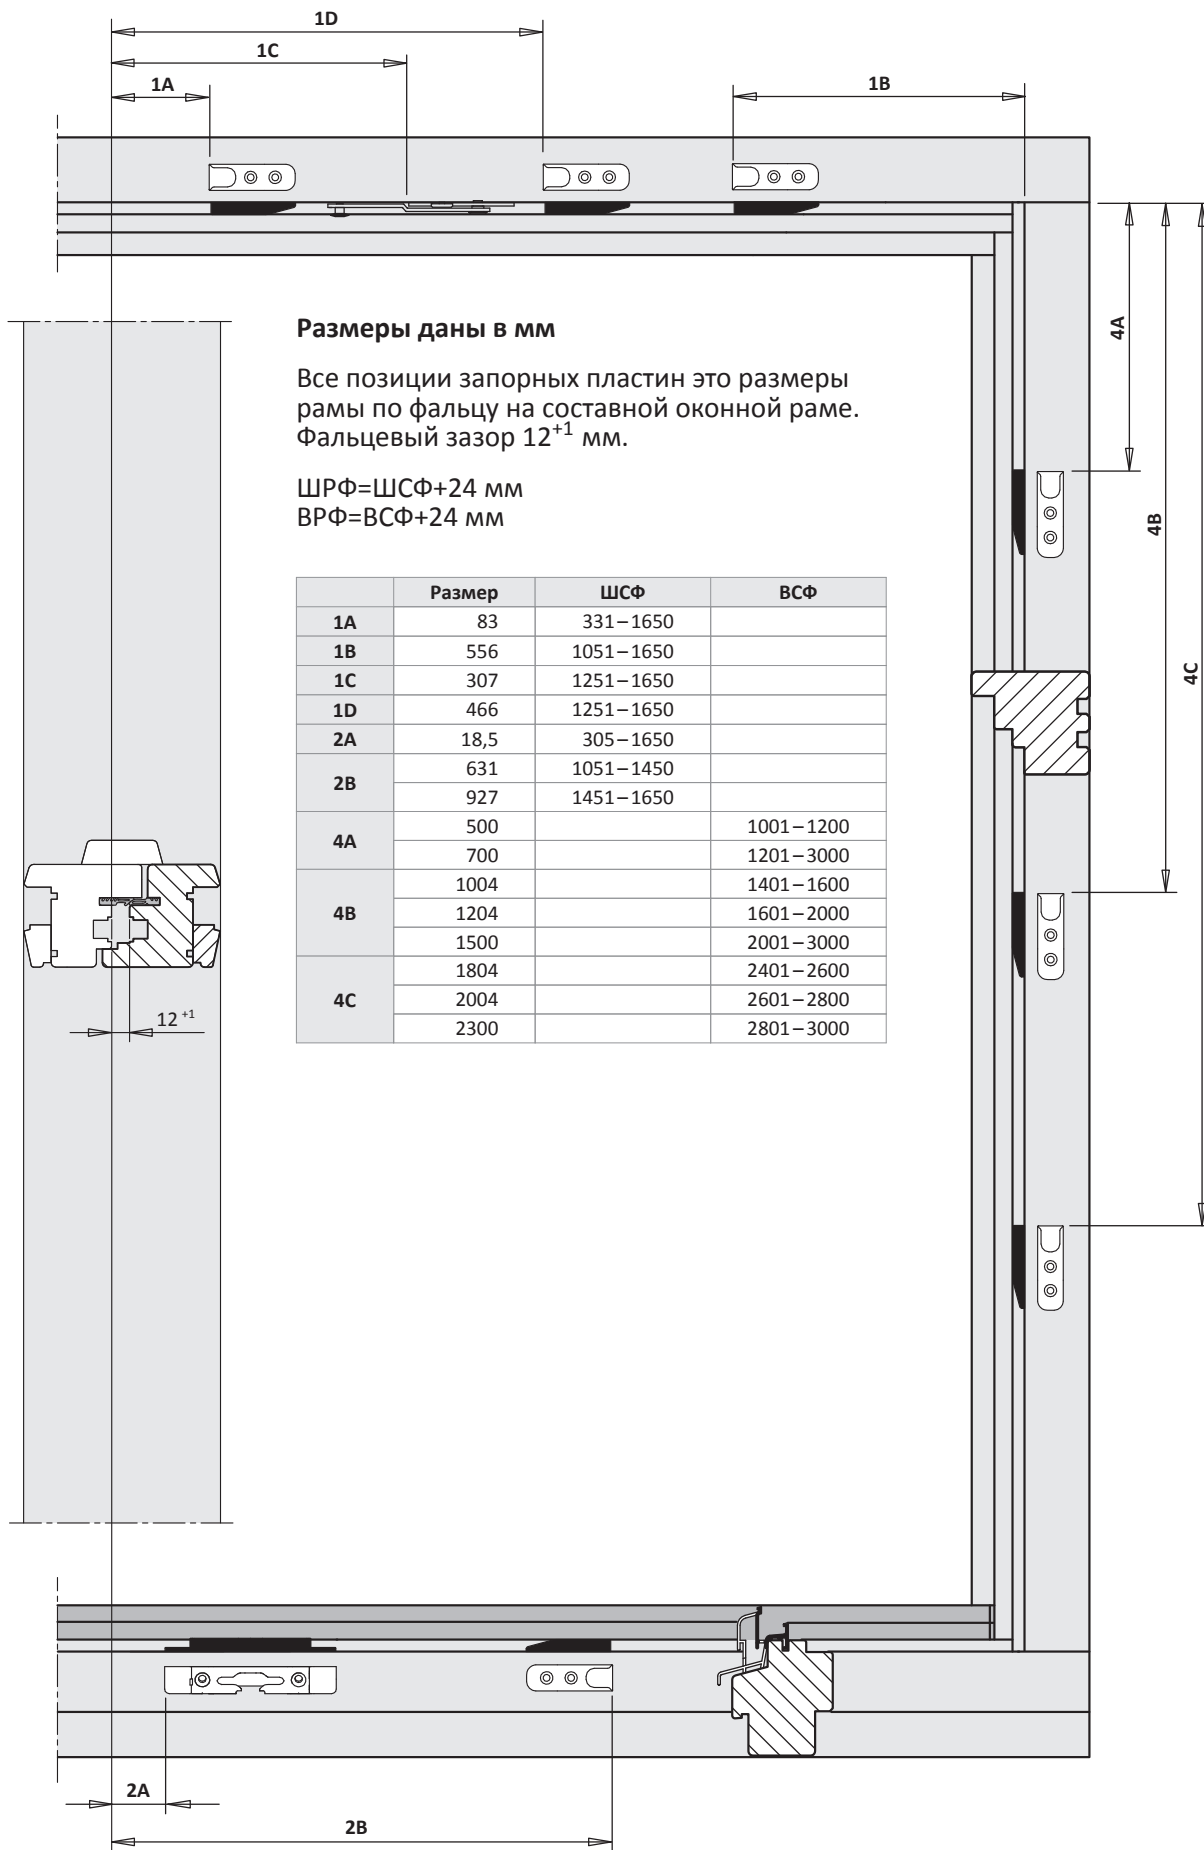 1D
1C
1A
1B
Размеры даны в мм
Все позиции запорных пластин это размеры
рамы по фальцу на составной оконной раме.
Фальцевый зазор 12+1 мм.
ШРФ=ШСФ+24 мм
ВРФ=ВСФ+24 мм
4A
4B
4C
Размер ШСФ ВСФ
1A 83 331–1650
1B 556 1051–1650
1C 307 1251–1650
1D 466 1251–1650
2A 18,5 305–1650
2B 631 1051–1450
927 1451–1650
4A 500 1001–1200
700 1201–3000
4B 1004 1401–1600
1204 1601–2000
1500 2001–3000
4C 1804 2401–2600
2004 2601–2800
2300 2801–3000
12 +1
2A
2B